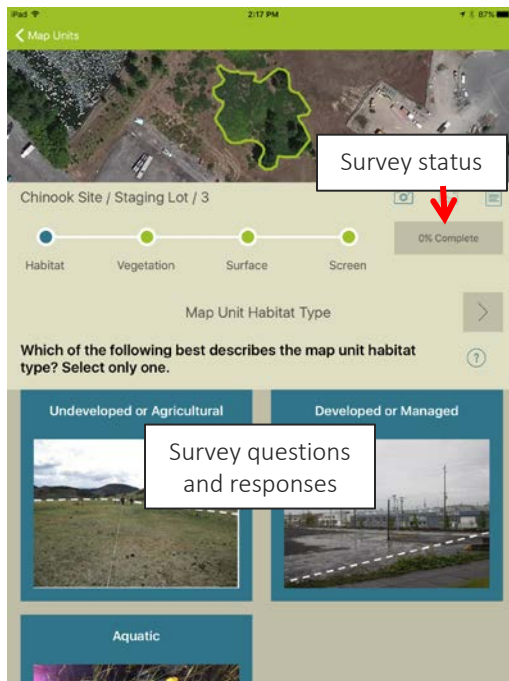 iPad
2:17 PM
87%
Map Units
Survey status
Chinook Site / Staging Lot / 3
0% Complete
Habitat
Vegetation
Surface
Screen
Map Unit Habitat Type
Which of the following best describes the map unit habitat
type? Select only one.
?
Undeveloped or Agricultural
Developed or Managed
Survey questions
and responses
Aquatic